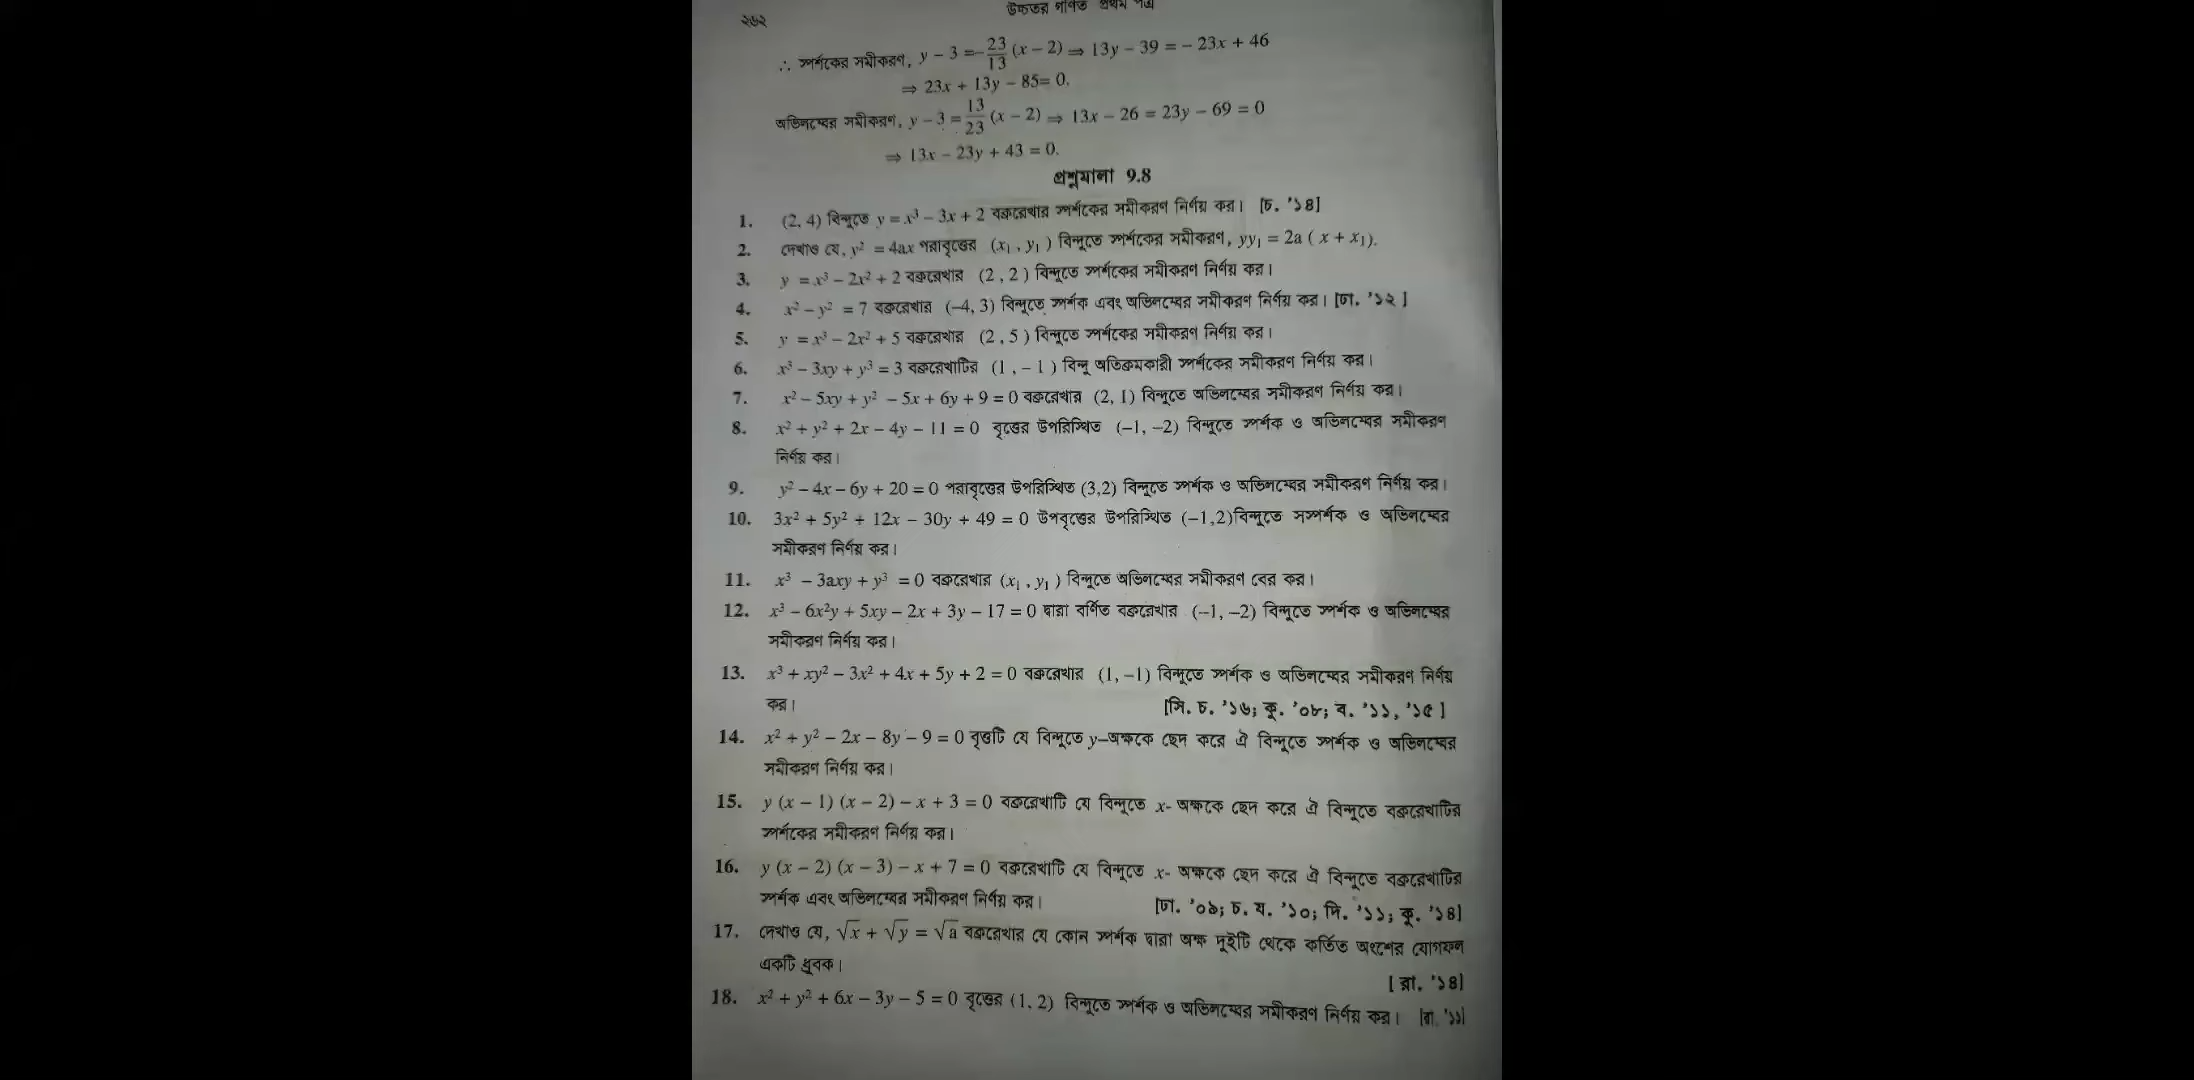 ২৬২
উচ্চতর গণিত প্রথম পত্র
∴ স্পর্শকের সমীকরণ, y – 3 =–23/13 (x – 2) ⇒ 13y – 39 = – 23x + 46
⇒ 23x + 13y – 85= 0.
অভিলম্বের সমীকরণ, y – 3 = 13/23 (x – 2) ⇒ 13x – 26 = 23y – 69 = 0
⇒ 13x – 23y + 43 = 0.
প্রশ্নমালা 9.8
1. (2, 4) বিন্দুতে y = x³ – 3x + 2 বক্ররেখার স্পর্শকের সমীকরণ নির্ণয় কর। [চ. '১৪]
2. দেখাও যে, y² = 4ax পরাবৃত্তের (x₁ , y₁ ) বিন্দুতে স্পর্শকের সমীকরণ, yy₁ = 2a ( x + x₁).
3. y = x³ – 2x² + 2 বক্ররেখার (2 , 2 ) বিন্দুতে স্পর্শকের সমীকরণ নির্ণয় কর।
4. x² – y² = 7 বক্ররেখার (–4, 3) বিন্দুতে স্পর্শক এবং অভিলম্বের সমীকরণ নির্ণয় কর। [ঢা. '১২ ]
5. y = x³ – 2x² + 5 বক্ররেখার (2 , 5 ) বিন্দুতে স্পর্শকের সমীকরণ নির্ণয় কর।
6. x³ – 3xy + y³ = 3 বক্ররেখাটির (1 , – 1 ) বিন্দু অতিক্রমকারী স্পর্শকের সমীকরণ নির্ণয় কর।
7. x² – 5xy + y² – 5x + 6y + 9 = 0 বক্ররেখার (2, 1) বিন্দুতে অভিলম্বের সমীকরণ নির্ণয় কর।
8. x² + y² + 2x – 4y – 11 = 0 বৃত্তের উপরিস্থিত (–1, –2) বিন্দুতে স্পর্শক ও অভিলম্বের সমীকরণ
নির্ণয় কর।
9. y² – 4x – 6y + 20 = 0 পরাবৃত্তের উপরিস্থিত (3,2) বিন্দুতে স্পর্শক ও অভিলম্বের সমীকরণ নির্ণয় কর।
10. 3x² + 5y² + 12x – 30y + 49 = 0 উপবৃত্তের উপরিস্থিত (–1,2)বিন্দুতে সস্পর্শক ও অভিলম্বের
সমীকরণ নির্ণয় কর।
11. x³ – 3axy + y³ = 0 বক্ররেখার (x₁ , y₁ ) বিন্দুতে অভিলম্বের সমীকরণ বের কর।
12. x³ – 6x²y + 5xy – 2x + 3y – 17 = 0 দ্বারা বর্ণিত বক্ররেখার (–1, –2) বিন্দুতে স্পর্শক ও অভিলম্বের
সমীকরণ নির্ণয় কর।
13. x³ + xy² – 3x² + 4x + 5y + 2 = 0 বক্ররেখার (1, –1) বিন্দুতে স্পর্শক ও অভিলম্বের সমীকরণ নির্ণয়
কর। [সি. চ. '১৬; কু. '০৮; ব. '১১, '১৫ ]
14. x² + y² – 2x – 8y – 9 = 0 বৃত্তটি যে বিন্দুতে y–অক্ষকে ছেদ করে ঐ বিন্দুতে স্পর্শক ও অভিলম্বের
সমীকরণ নির্ণয় কর।
15. y (x – 1) (x – 2) – x + 3 = 0 বক্ররেখাটি যে বিন্দুতে x- অক্ষকে ছেদ করে ঐ বিন্দুতে বক্ররেখাটির
স্পর্শকের সমীকরণ নির্ণয় কর।
16. y (x – 2) (x – 3) – x + 7 = 0 বক্ররেখাটি যে বিন্দুতে x- অক্ষকে ছেদ করে ঐ বিন্দুতে বক্ররেখাটির
স্পর্শক এবং অভিলম্বের সমীকরণ নির্ণয় কর। [ঢা. '০৯; চ. য. '১০; দি. '১১; কু. '১৪]
17. দেখাও যে, √x + √y = √a বক্ররেখার যে কোন স্পর্শক দ্বারা অক্ষ দুইটি থেকে কর্তিত অংশের যোগফল
একটি ধ্রুবক। [ রা. '১৪]
18. x² + y² + 6x – 3y – 5 = 0 বৃত্তের (1, 2) বিন্দুতে স্পর্শক ও অভিলম্বের সমীকরণ নির্ণয় কর। [রা. '১১]